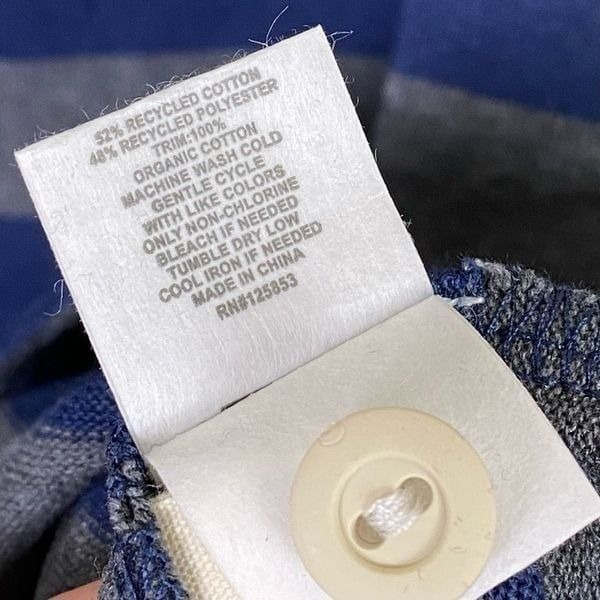 52% RECYCLED COTTON
48% RECYCLED POLYESTER
TRIM:100%
ORGANIC COTTON
MACHINE WASH COLD
GENTLE CYCLE
WITH LIKE COLORS
ONLY NON-CHLORINE
BLEACH IF NEEDED
TUMBLE DRY LOW
COOL IRON IF NEEDED
MADE IN CHINA
RN#125853